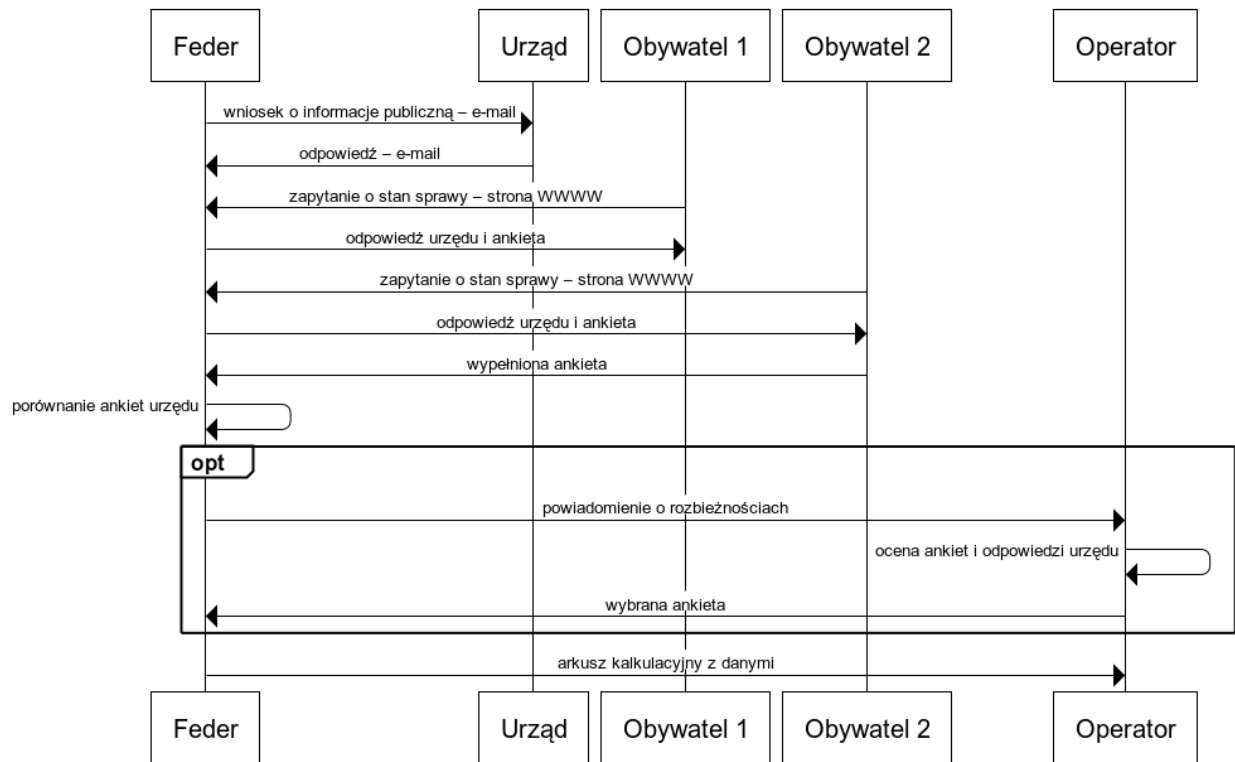 Feder
Urząd
Obywatel 1
Obywatel 2
Operator
wniosek o informacje publiczną – e-mail
odpowiedź – e-mail
zapytanie o stan sprawy – strona WWWW
odpowiedź urzędu i ankieta
zapytanie o stan sprawy – strona WWWW
odpowiedź urzędu i ankieta
wypełniona ankieta
porównanie ankiet urzędu
opt
powiadomienie o rozbieżnościach
ocena ankiet i odpowiedzi urzędu
wybrana ankieta
arkusz kalkulacyjny z danymi
Feder
Urząd
Obywatel 1
Obywatel 2
Operator